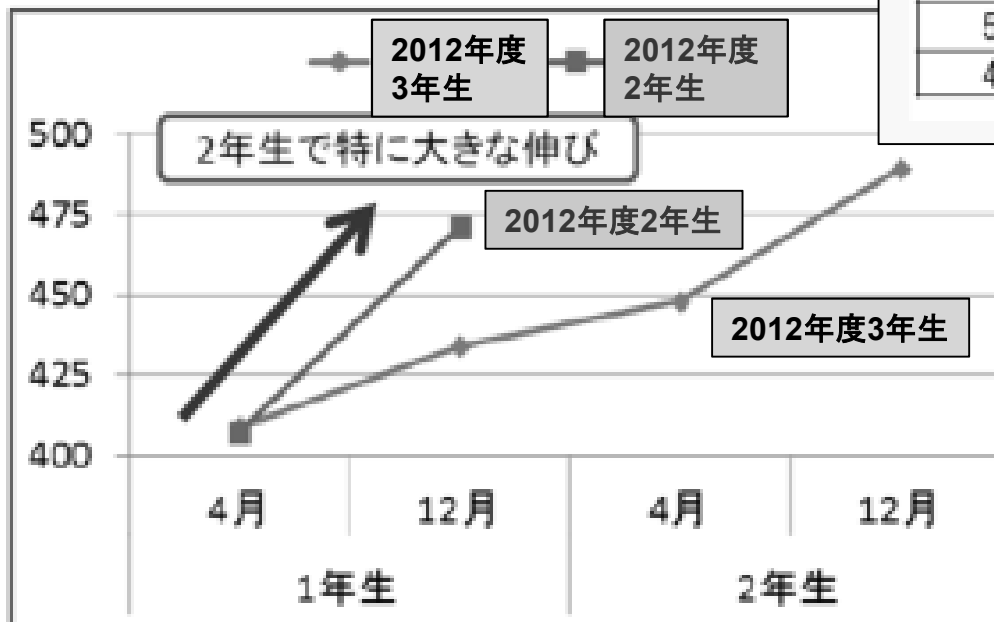 2012年度
3年生
2012年度
2年生
5
4
500
2年生で特に大きな伸び
475
2012年度2年生
450
2012年度3年生
425
400
4月 12月 4月 12月
1年生 2年生